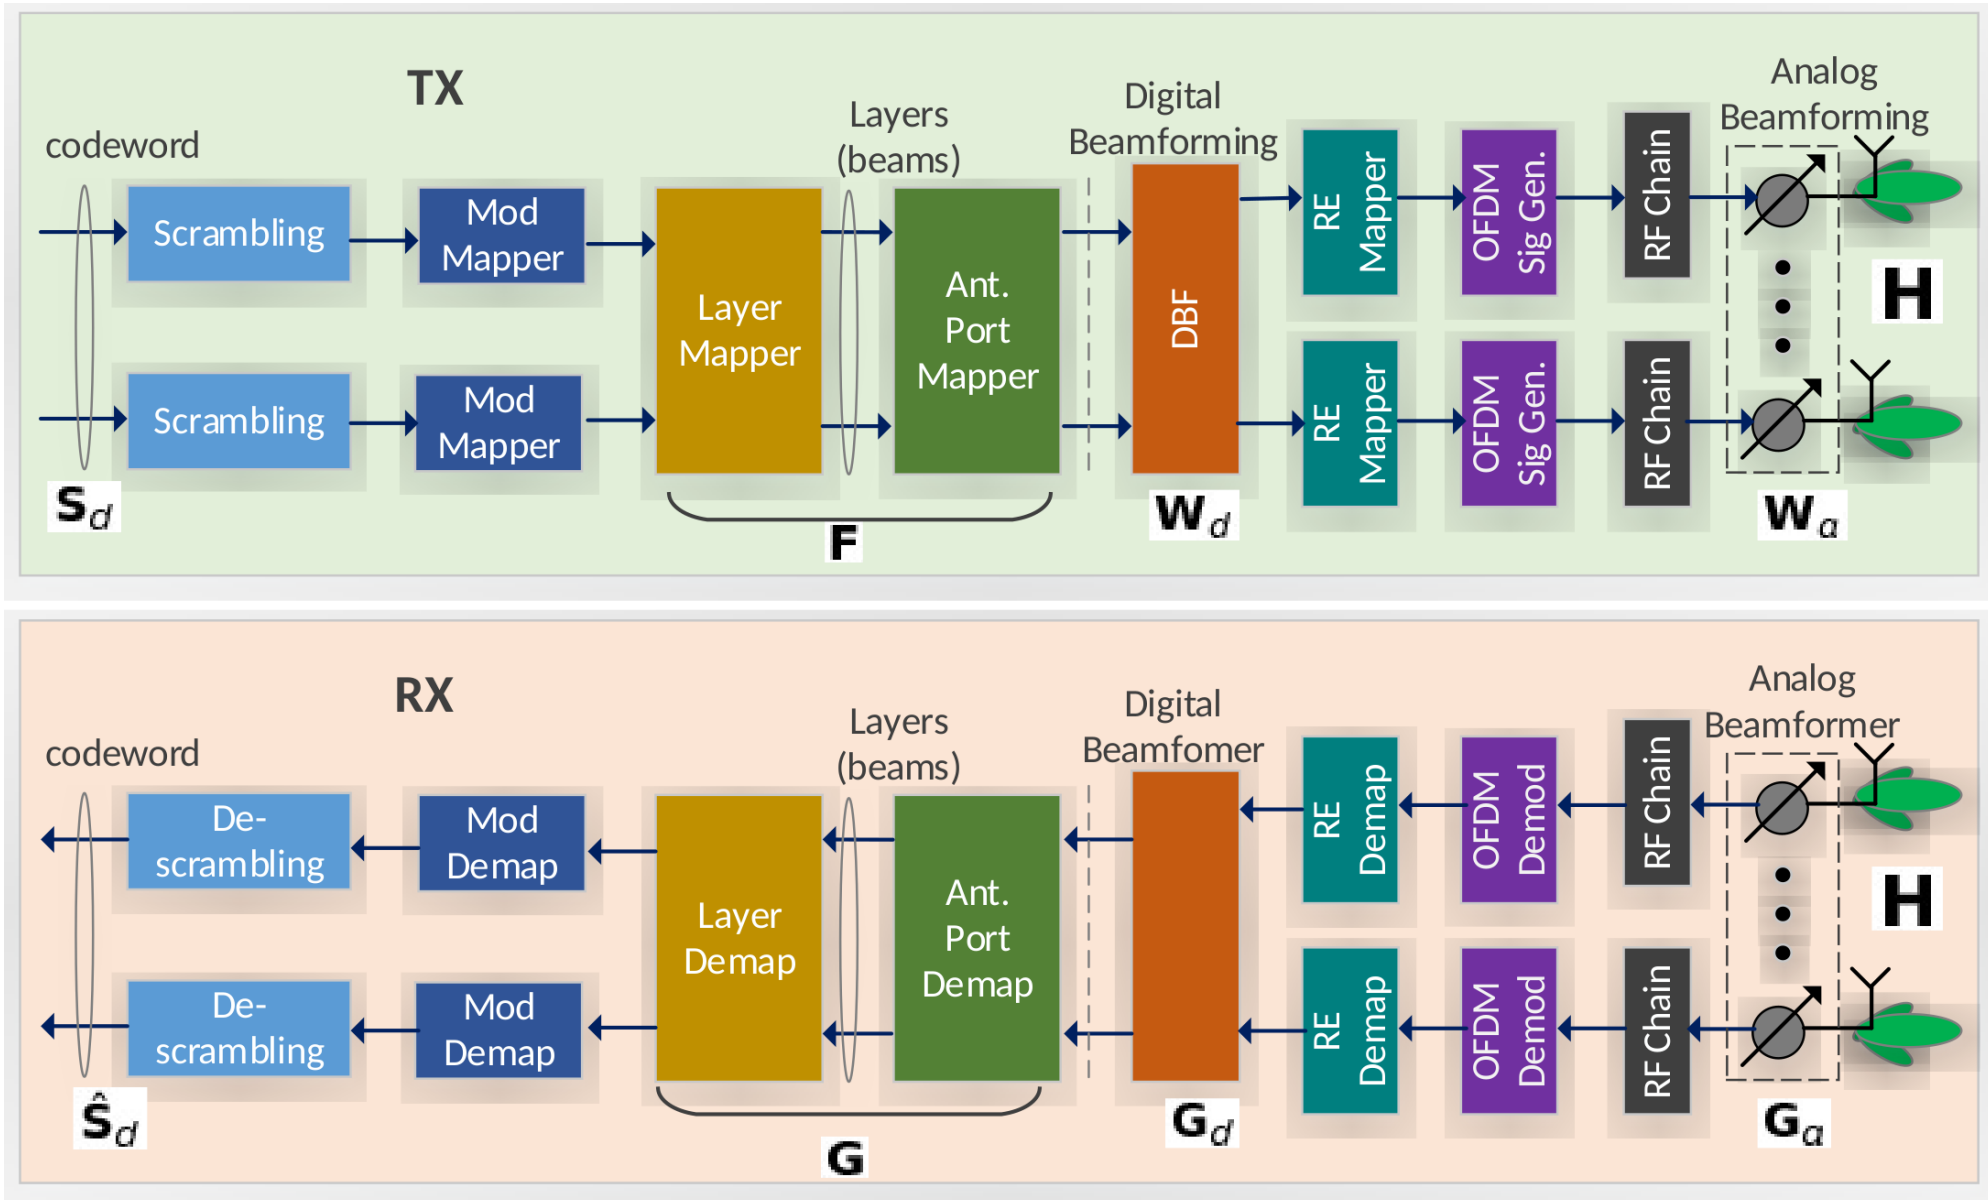 TX
codeword
Layers
(beams)
Digital
Beamforming
Analog
Beamforming
Scrambling
Mod
Mapper
Layer
Mapper
Ant.
Port
Mapper
DBF
RE
Mapper
OFDM
Sig Gen.
RF Chain
H
Scrambling
Mod
Mapper
RE
Mapper
OFDM
Sig Gen.
RF Chain
S_d
F
W_d
W_a
RX
codeword
Layers
(beams)
Digital
Beamfomer
Analog
Beamformer
De-
scrambling
Mod
Demap
Layer
Demap
Ant.
Port
Demap
RE
Demap
OFDM
Demod
RF Chain
H
De-
scrambling
Mod
Demap
RE
Demap
OFDM
Demod
RF Chain
Ŝ_d
G
G_d
G_a